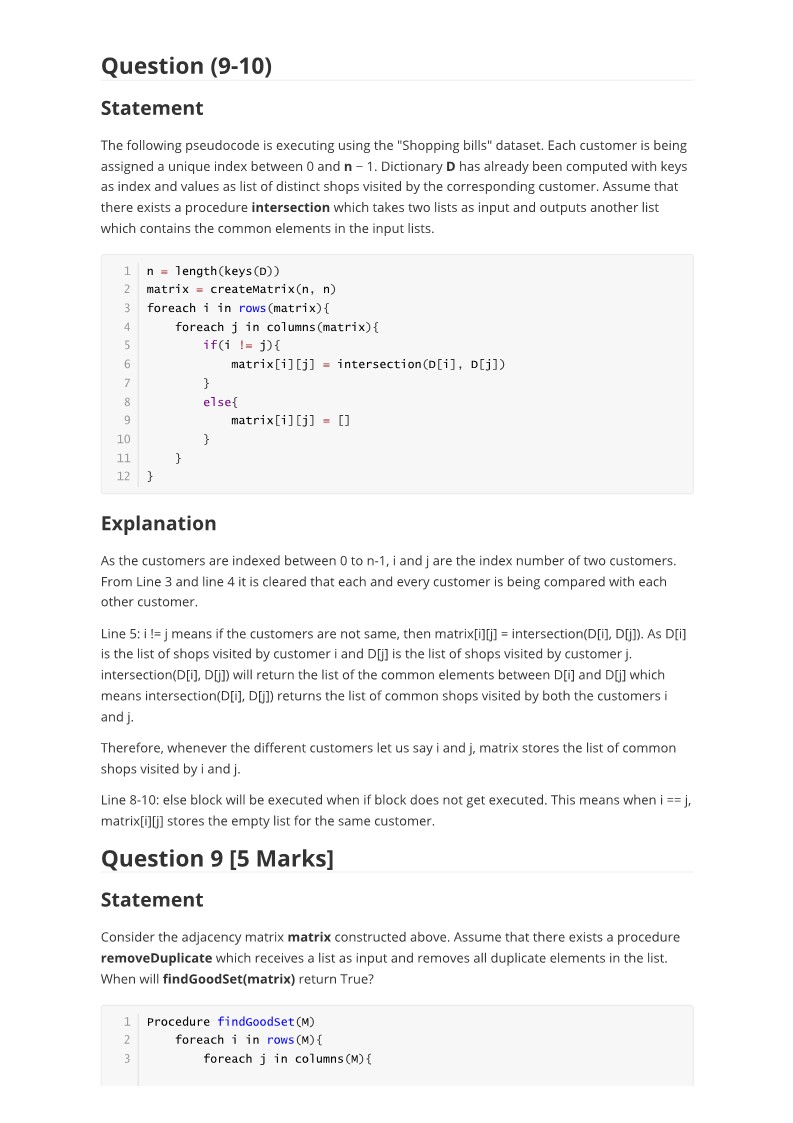 Question (9-10)
Statement
The following pseudocode is executing using the "Shopping bills" dataset. Each customer is being
assigned a unique index between 0 and n − 1. Dictionary D has already been computed with keys
as index and values as list of distinct shops visited by the corresponding customer. Assume that
there exists a procedure intersection which takes two lists as input and outputs another list
which contains the common elements in the input lists.
1 n = length(keys(D))
2 matrix = createMatrix(n, n)
3 foreach i in rows(matrix){
4     foreach j in columns(matrix){
5         if(i != j){
6             matrix[i][j] = intersection(D[i], D[j])
7         }
8         else{
9             matrix[i][j] = []
10         }
11     }
12 }
Explanation
As the customers are indexed between 0 to n-1, i and j are the index number of two customers.
From Line 3 and line 4 it is cleared that each and every customer is being compared with each
other customer.
Line 5: i != j means if the customers are not same, then matrix[i][j] = intersection(D[i], D[j]). As D[i]
is the list of shops visited by customer i and D[j] is the list of shops visited by customer j.
intersection(D[i], D[j]) will return the list of the common elements between D[i] and D[j] which
means intersection(D[i], D[j]) returns the list of common shops visited by both the customers i
and j.
Therefore, whenever the different customers let us say i and j, matrix stores the list of common
shops visited by i and j.
Line 8-10: else block will be executed when if block does not get executed. This means when i == j,
matrix[i][j] stores the empty list for the same customer.
Question 9 [5 Marks]
Statement
Consider the adjacency matrix matrix constructed above. Assume that there exists a procedure
removeDuplicate which receives a list as input and removes all duplicate elements in the list.
When will findGoodSet(matrix) return True?
1 Procedure findGoodSet(M)
2     foreach i in rows(M){
3         foreach j in columns(M){